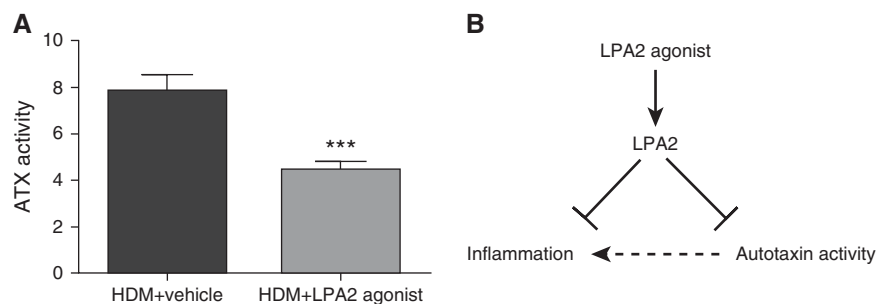 A
ATX activity
10
8
6
4
2
0
***
HDM+vehicle
HDM+LPA2 agonist
B
LPA2 agonist
LPA2
Inflammation
Autotaxin activity